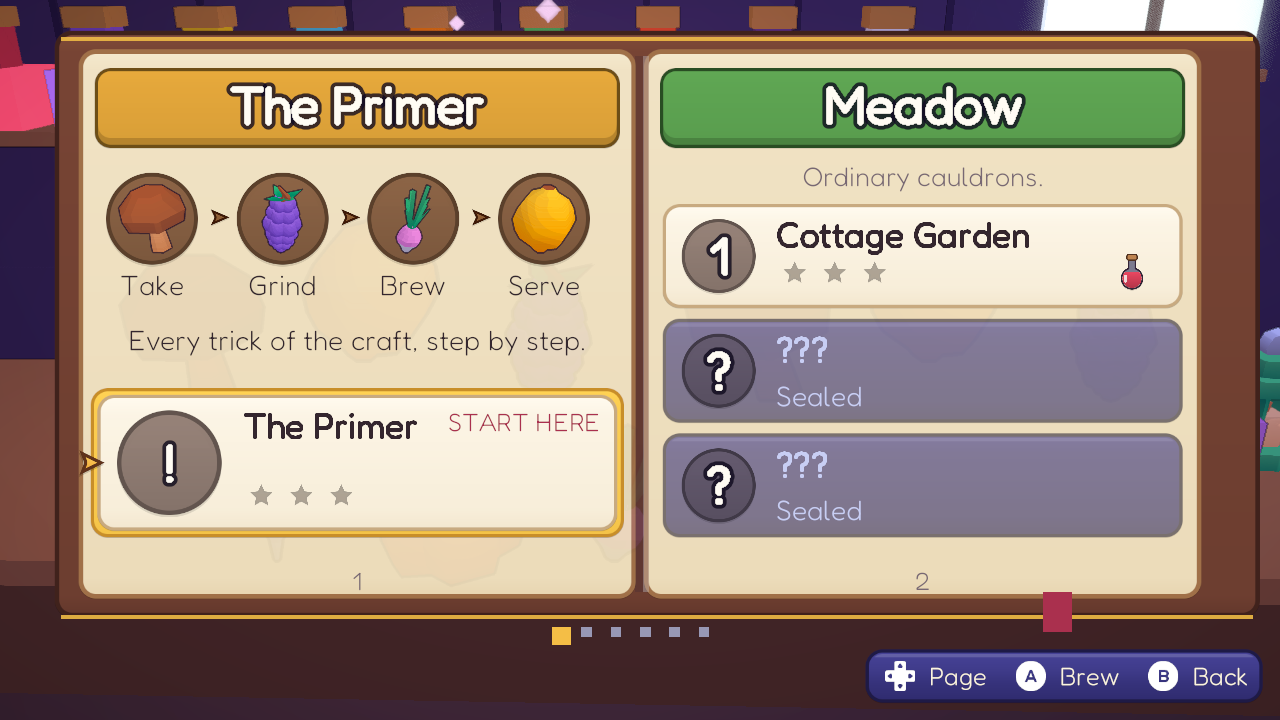 The Primer
Take
Grind
Brew
Serve
Every trick of the craft, step by step.
!
The Primer
START HERE
1
Meadow
Ordinary cauldrons.
1
Cottage Garden
?
???
Sealed
?
???
Sealed
2
Page
A
Brew
B
Back